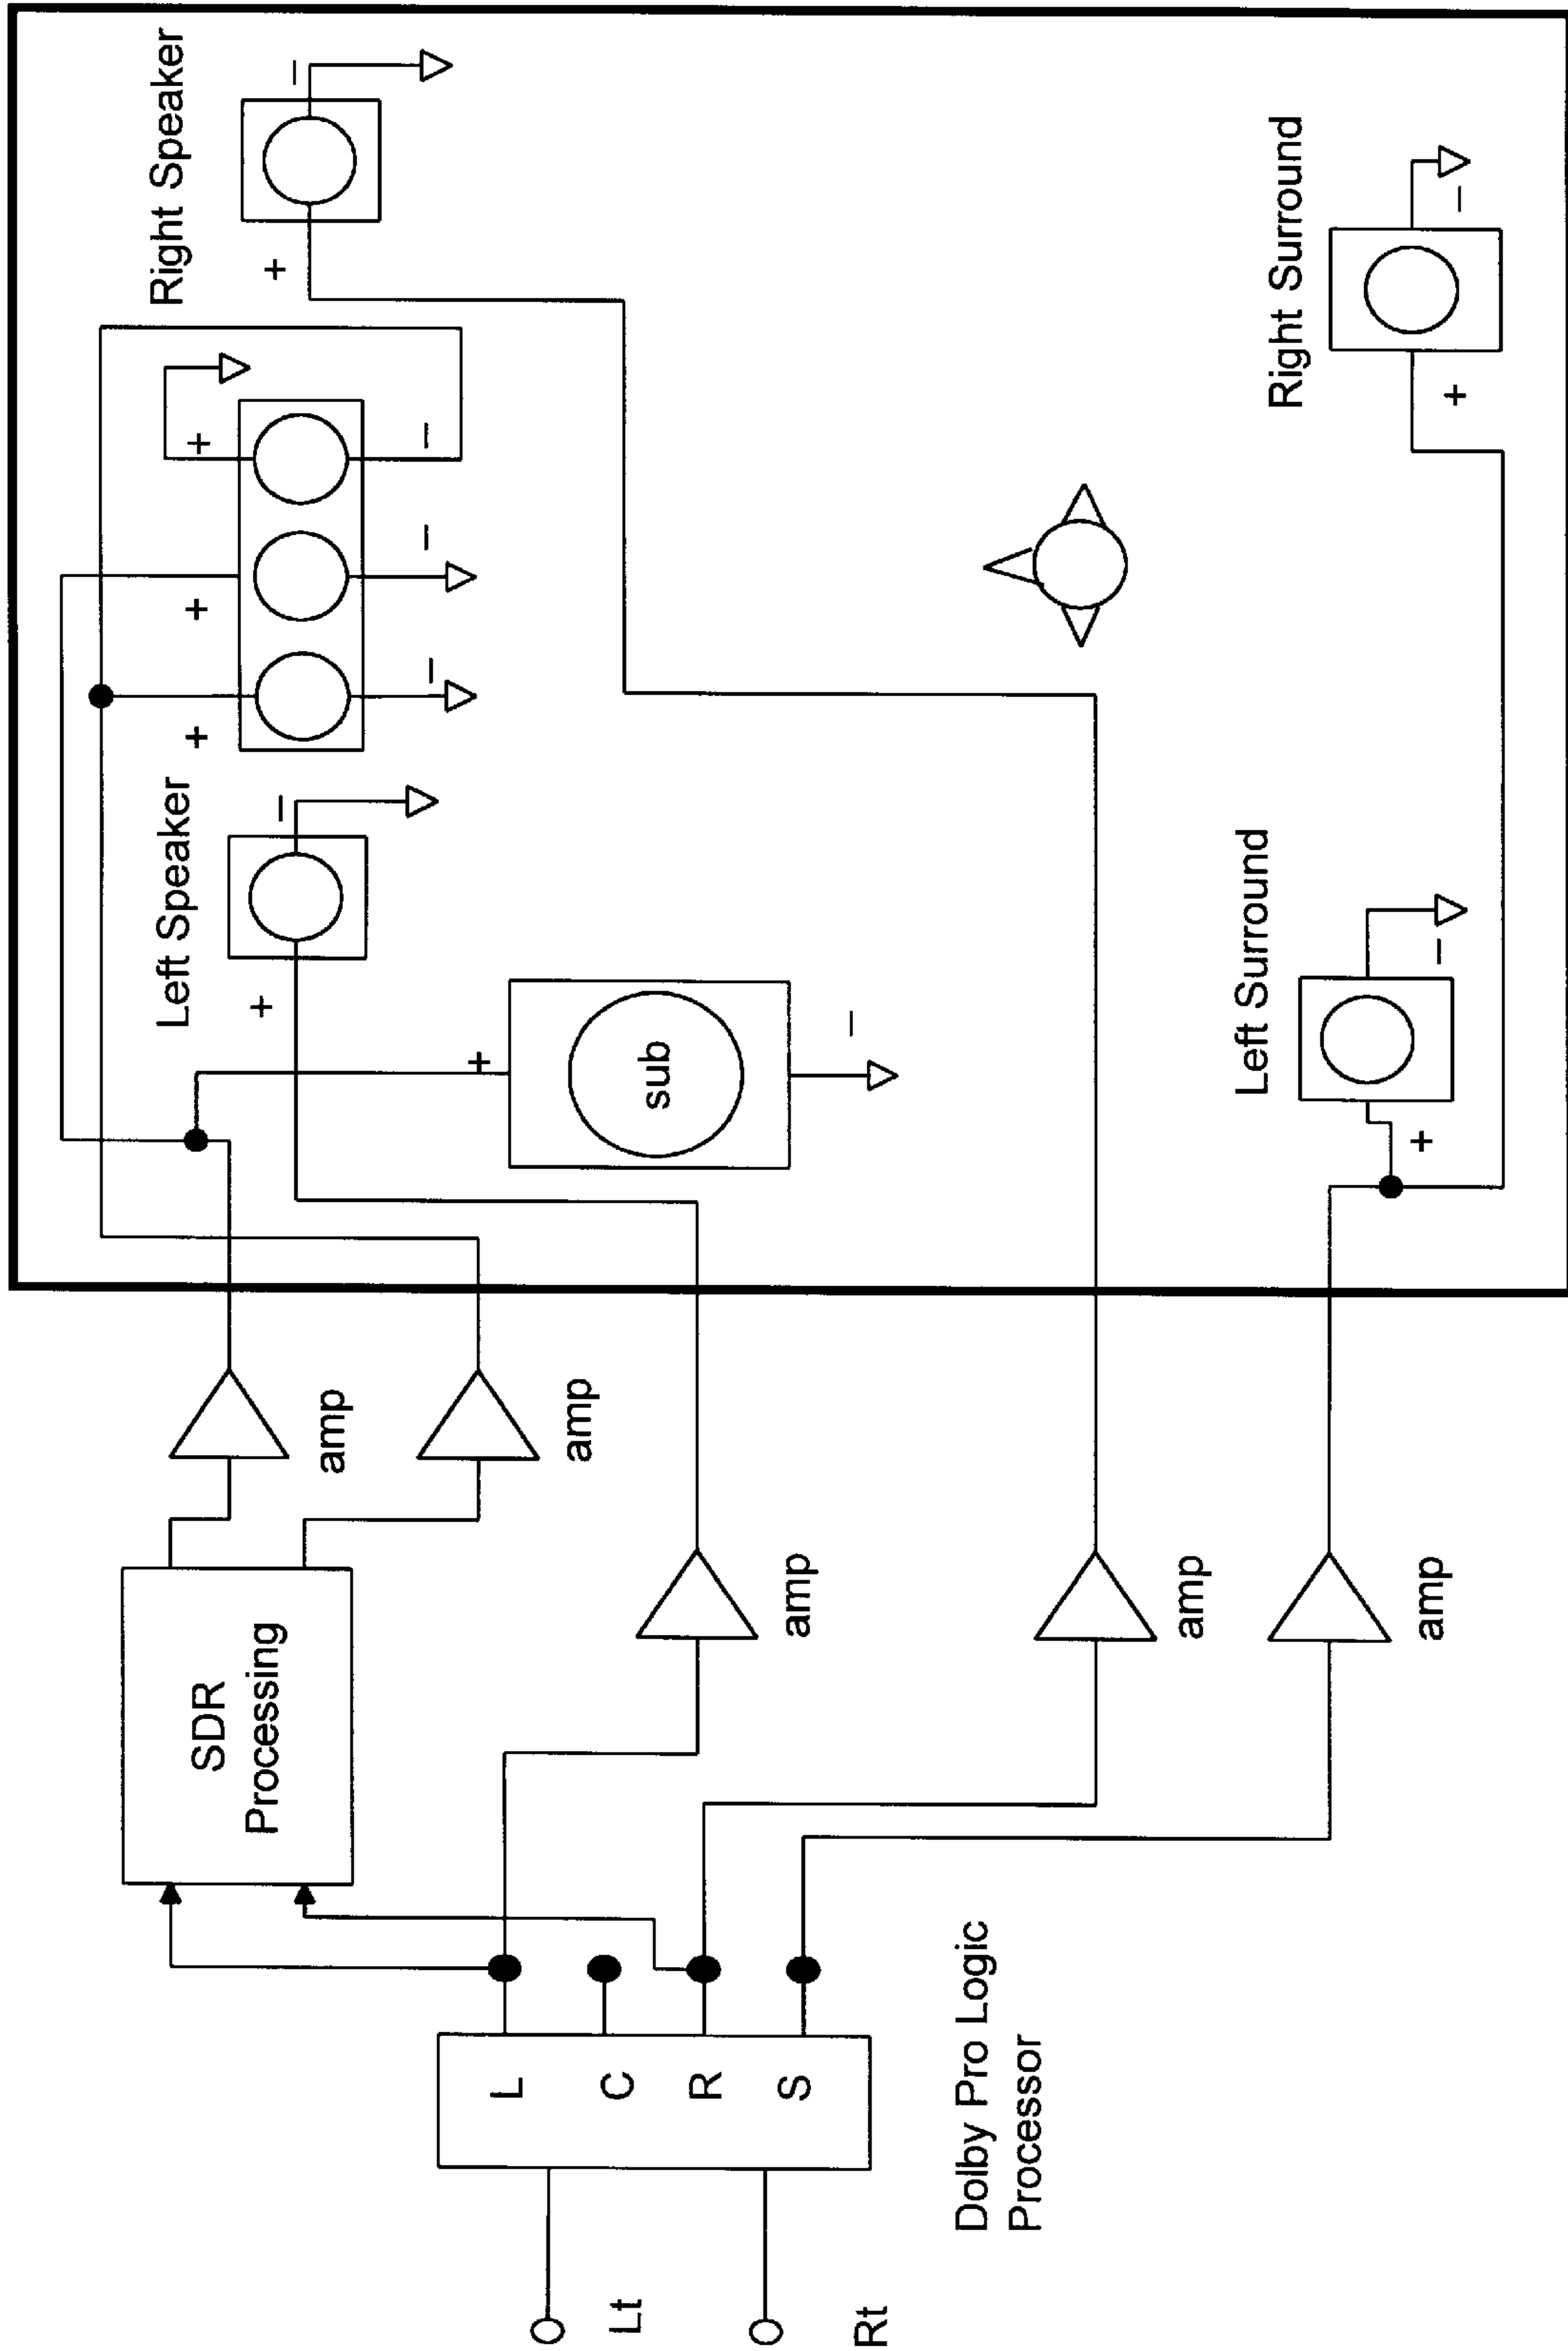 SDR
Processing
amp
amp
amp
amp
amp
Lt
Rt
L
C
R
S
Dolby Pro Logic
Processor
Left Speaker
+
−
+
−
+
−
+
−
Right Speaker
+
−
sub
+
−
Left Surround
+
−
Right Surround
+
−